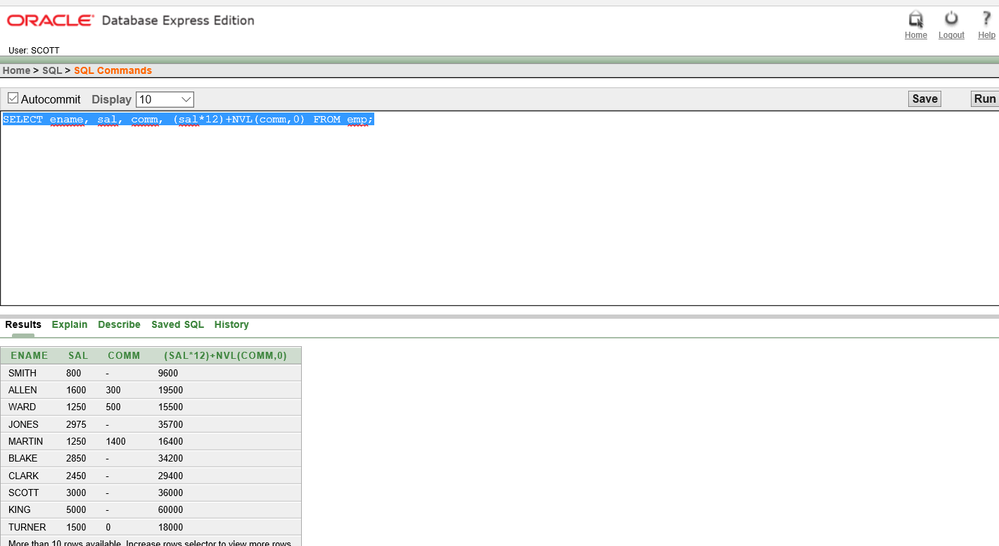 ORACLE Database Express Edition
Home Logout Help
User: SCOTT
Home > SQL > SQL Commands
Autocommit Display 10 Save Run
SELECT ename, sal, comm, (sal*12)+NVL(comm,0) FROM emp;
Results Explain Describe Saved SQL History
ENAME SAL COMM (SAL*12)+NVL(COMM,0)
SMITH 800 - 9600
ALLEN 1600 300 19500
WARD 1250 500 15500
JONES 2975 - 35700
MARTIN 1250 1400 16400
BLAKE 2850 - 34200
CLARK 2450 - 29400
SCOTT 3000 - 36000
KING 5000 - 60000
TURNER 1500 0 18000
More than 10 rows available. Increase rows selector to view more rows.